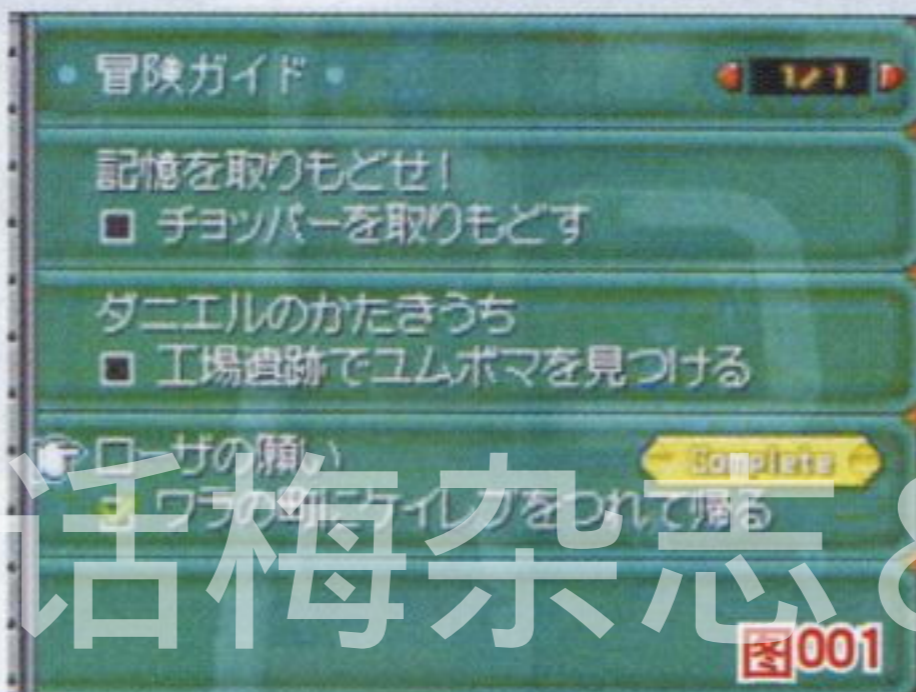 冒険ガイド
1/1
記憶を取りもどせ!
■ チョッパーを取りもどす
ダニエルのかたきうち
■ 工場遺跡でユムボマを見つける
ローザの願い
Complete
ワラの町にケイレブをつれて帰る
话梅杂志&
图001